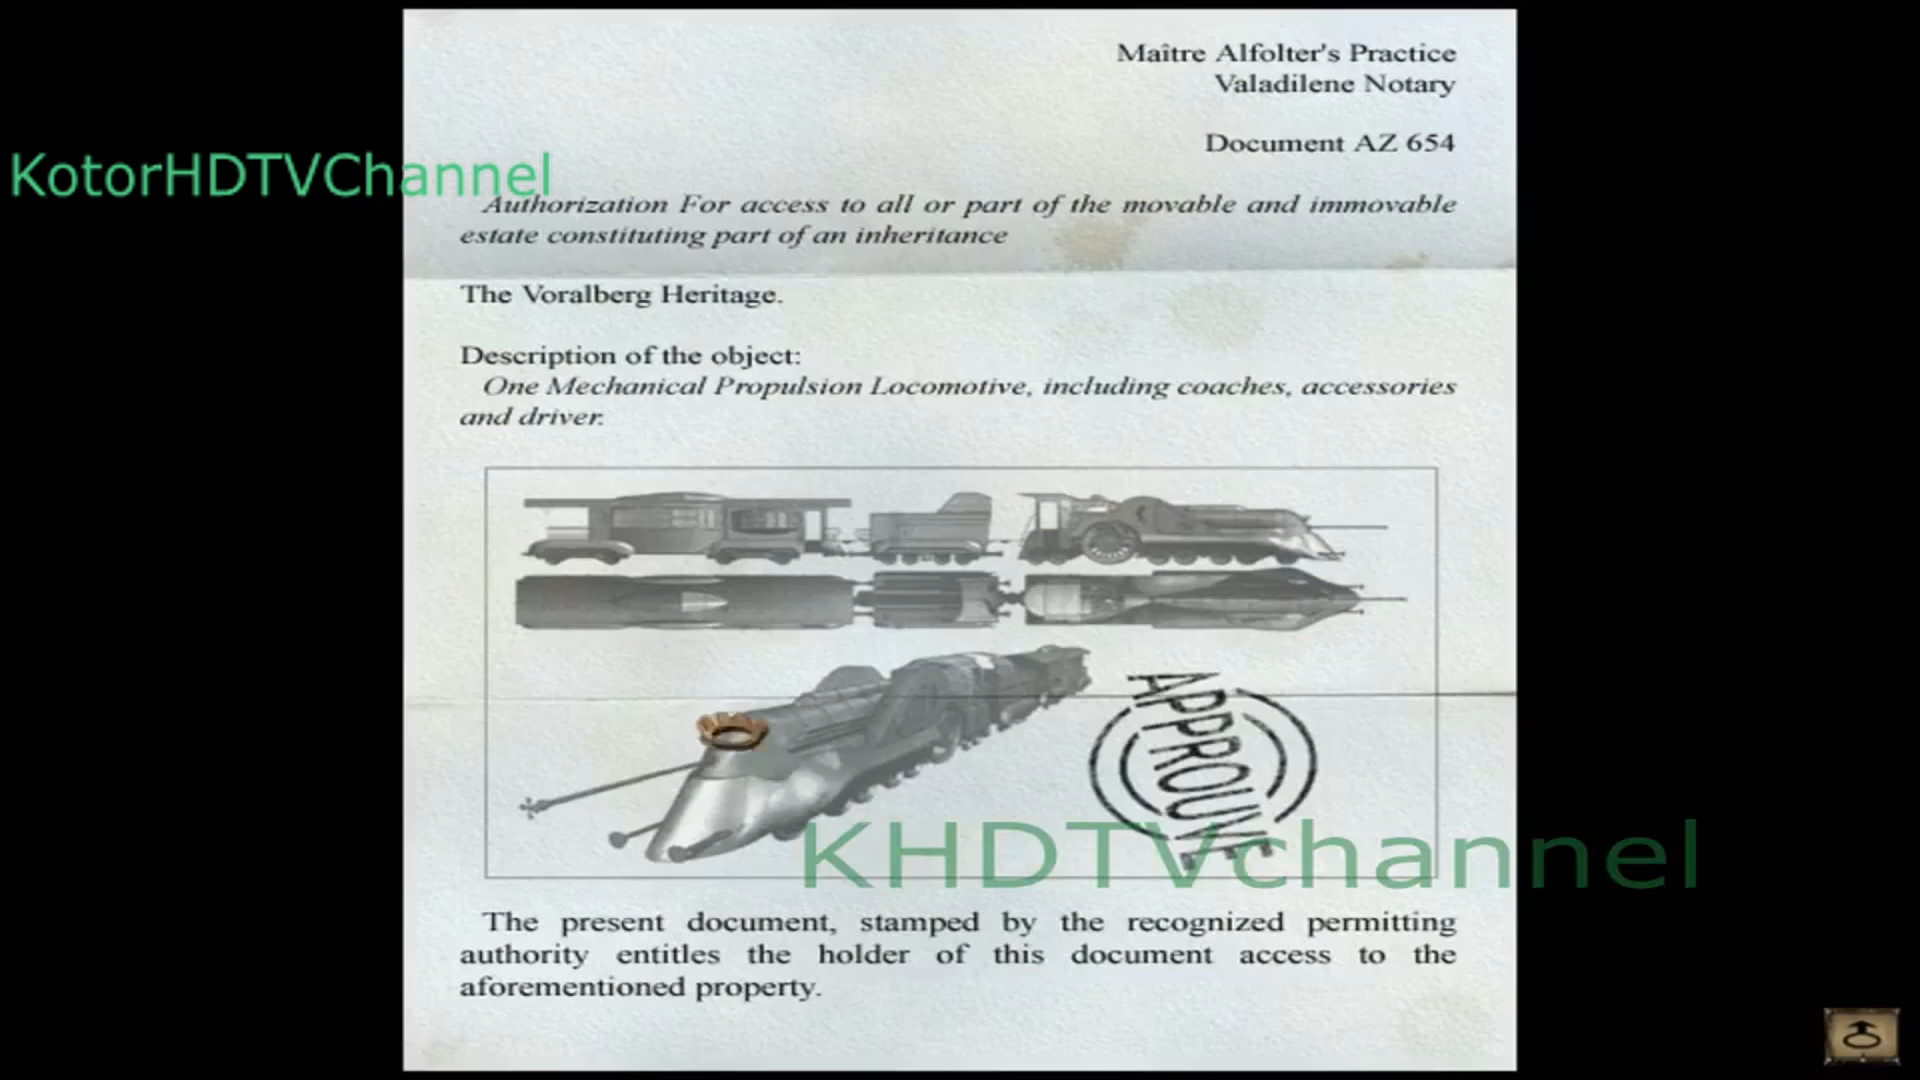 Maître Alfolter's Practice
Valadilene Notary
Document AZ 654
KotorHDTVChannel
Authorization For access to all or part of the movable and immovable
estate constituting part of an inheritance
The Voralberg Heritage.
Description of the object:
One Mechanical Propulsion Locomotive, including coaches, accessories
and driver.
APPROUVE
KHDTVchannel
The present document, stamped by the recognized permitting
authority entitles the holder of this document access to the
aforementioned property.